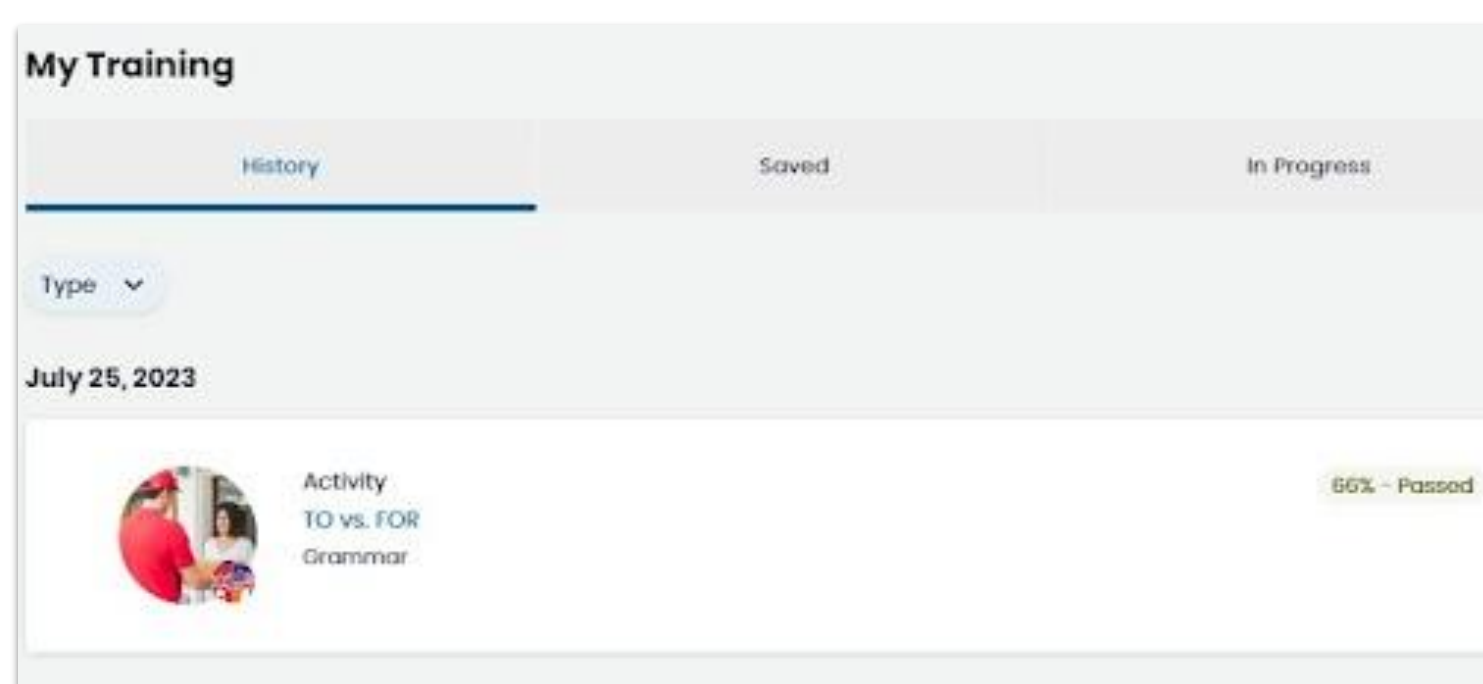 My Training
History Saved In Progress
Type
July 25, 2023
Activity
66% - Passed
TO vs. FOR
Grammar